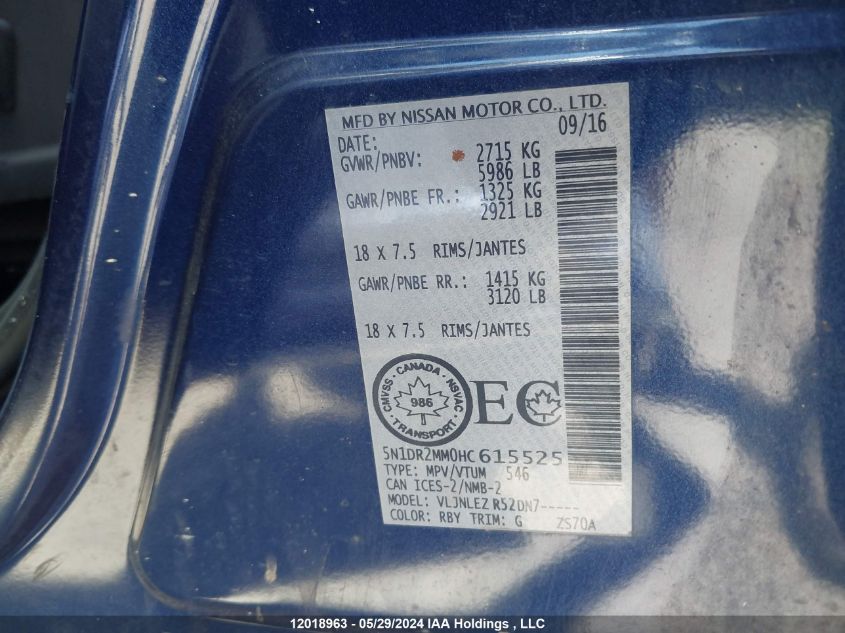 MFD BY NISSAN MOTOR CO., LTD.
DATE: 09/16
GVWR/PNBV: 2715 KG
5986 LB
GAWR/PNBE FR.: 1325 KG
2921 LB
18 X 7.5 RIMS/JANTES
GAWR/PNBE RR.: 1415 KG
3120 LB
18 X 7.5 RIMS/JANTES
CANADA
CMVSS · NSVAC
986
TRANSPORT
EC
5N1DR2MM0HC615525
TYPE: MPV/VTUM 546
CAN ICES-2/NMB-2
MODEL: VLJNLEZ R52DN7-----
COLOR: RBY TRIM: G ZS70A
12018963 - 05/29/2024 IAA Holdings , LLC